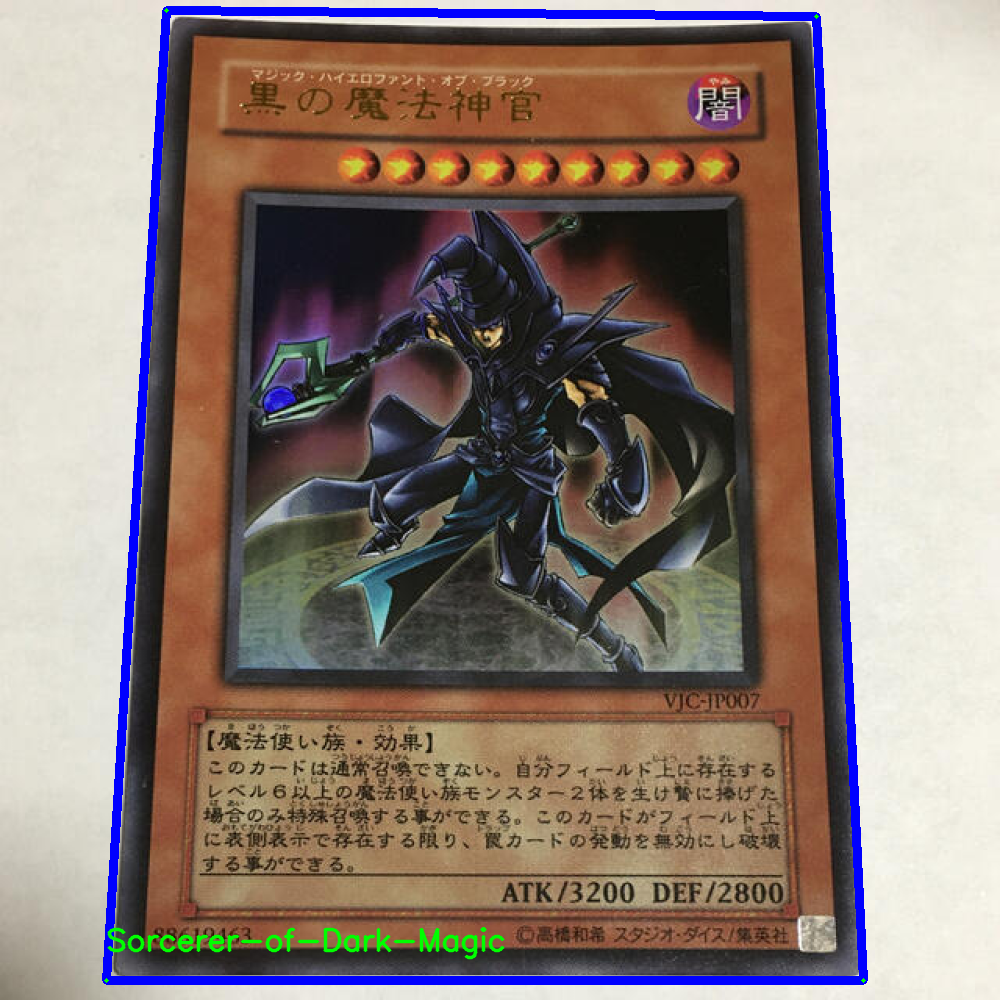 マジック・ハイエロファント・オブ・ブラック
黒の魔法神官
やみ
闇
VJC-JP007
【魔法使い族・効果】
このカードは通常召喚できない。自分フィールド上に存在する
レベル6以上の魔法使い族モンスター2体を生け贄に捧げた
場合のみ特殊召喚する事ができる。このカードがフィールド上
に表側表示で存在する限り、罠カードの発動を無効にし破壊
する事ができる。
ATK/3200 DEF/2800
88619463
©高橋和希 スタジオ・ダイス/集英社
Sorcerer-of-Dark-Magic